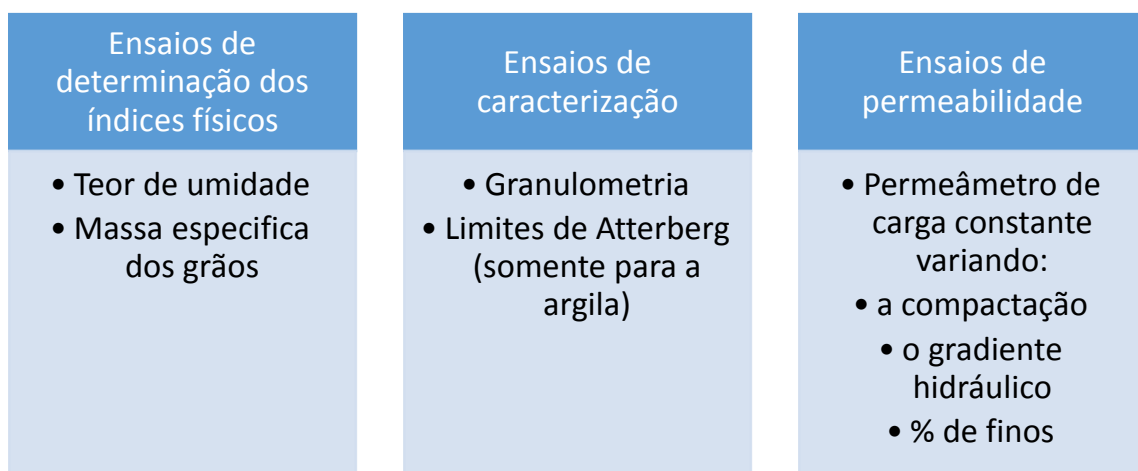 Ensaios de
determinação dos
índices físicos
• Teor de umidade
• Massa especifica
dos grãos
Ensaios de
caracterização
• Granulometria
• Limites de Atterberg
(somente para a
argila)
Ensaios de
permeabilidade
• Permeâmetro de
carga constante
variando:
• a compactação
• o gradiente
hidráulico
• % de finos